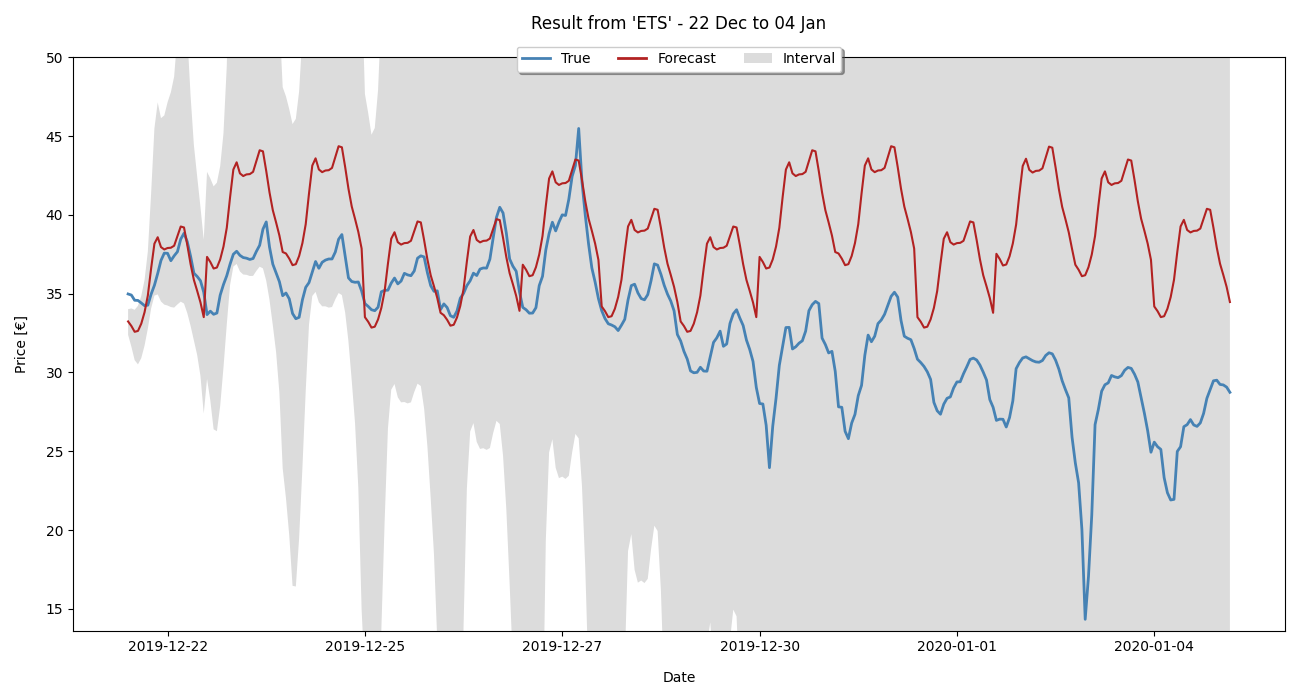 Result from 'ETS' - 22 Dec to 04 Jan
True Forecast Interval
50
45
40
35
30
25
20
15
Price [€]
2019-12-22 2019-12-25 2019-12-27 2019-12-30 2020-01-01 2020-01-04
Date